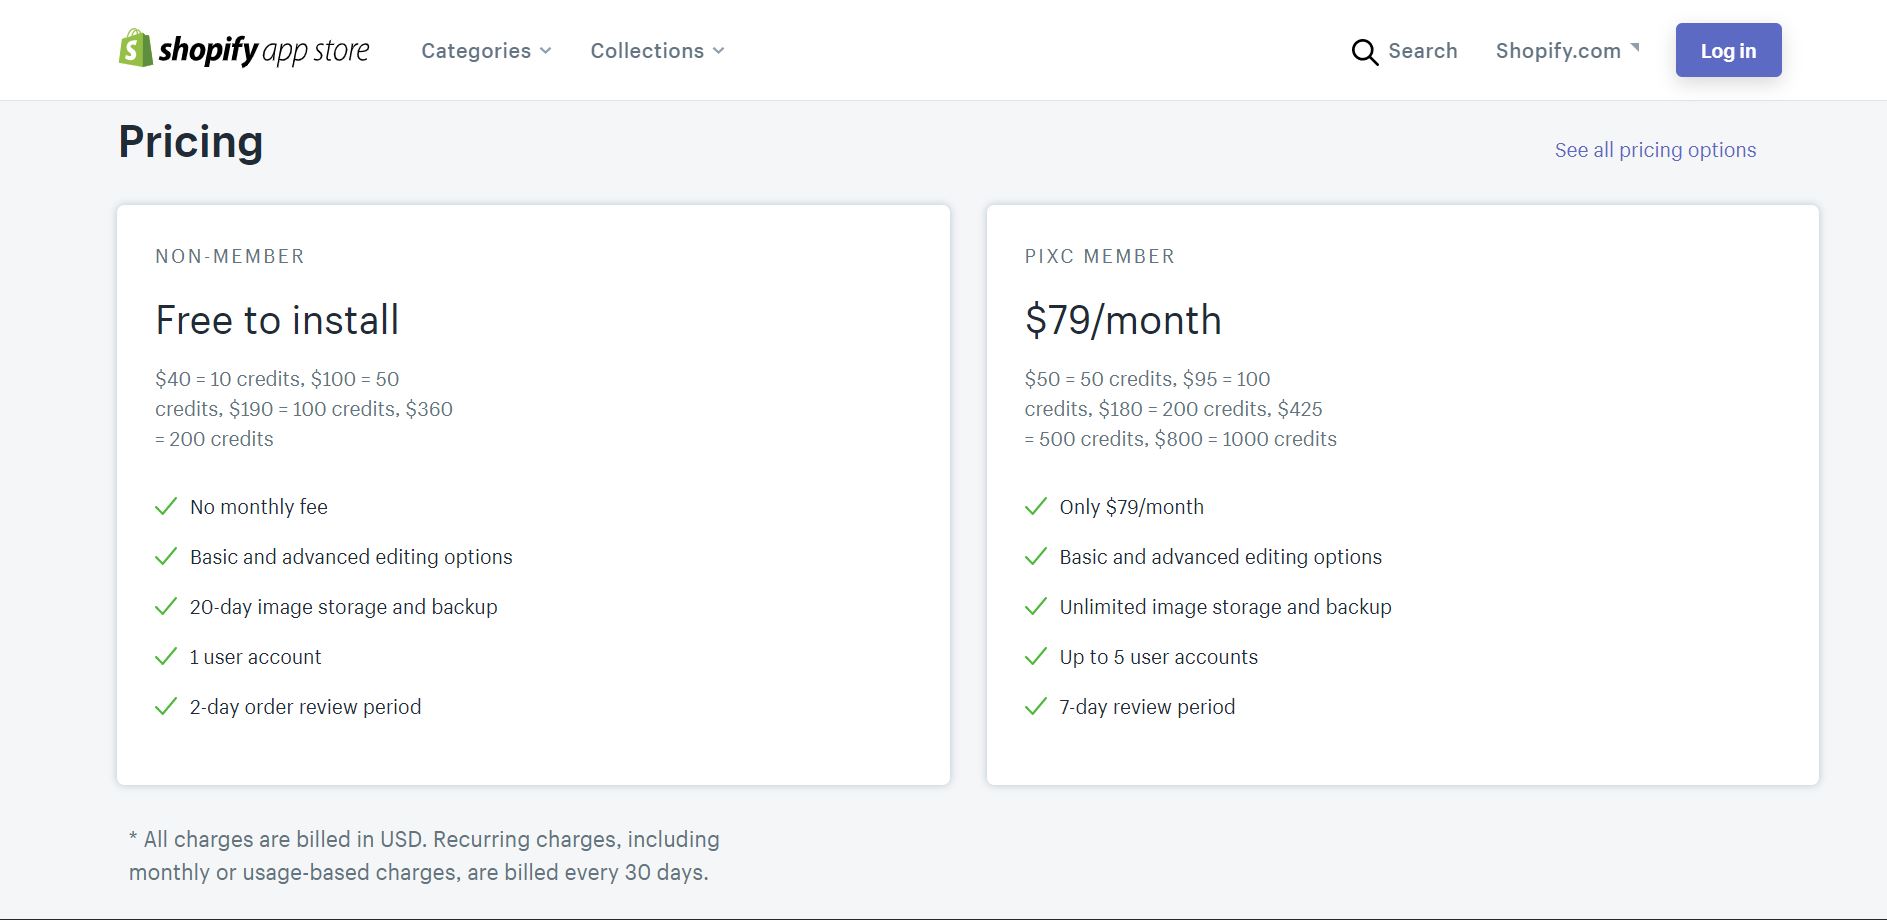 shopify app store
Categories
Collections
Search
Shopify.com
Log in
Pricing
See all pricing options
NON-MEMBER
Free to install
$40 = 10 credits, $100 = 50
credits, $190 = 100 credits, $360
= 200 credits
No monthly fee
Basic and advanced editing options
20-day image storage and backup
1 user account
2-day order review period
PIXC MEMBER
$79/month
$50 = 50 credits, $95 = 100
credits, $180 = 200 credits, $425
= 500 credits, $800 = 1000 credits
Only $79/month
Basic and advanced editing options
Unlimited image storage and backup
Up to 5 user accounts
7-day review period
* All charges are billed in USD. Recurring charges, including
monthly or usage-based charges, are billed every 30 days.